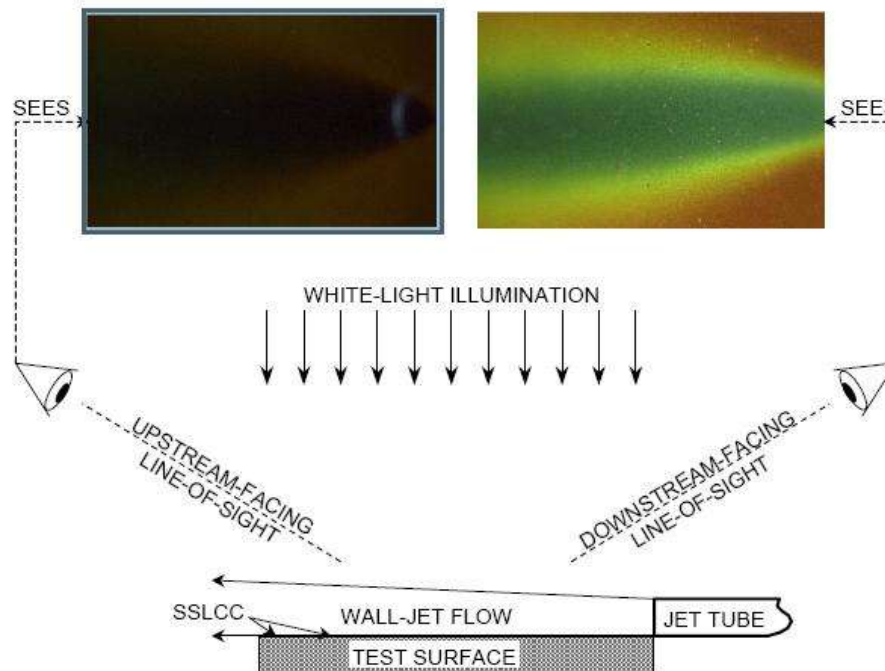 SEES
SEES
WHITE-LIGHT ILLUMINATION
UPSTREAM-FACING
LINE-OF-SIGHT
DOWNSTREAM-FACING
LINE-OF-SIGHT
SSLCC
WALL-JET FLOW
JET TUBE
TEST SURFACE